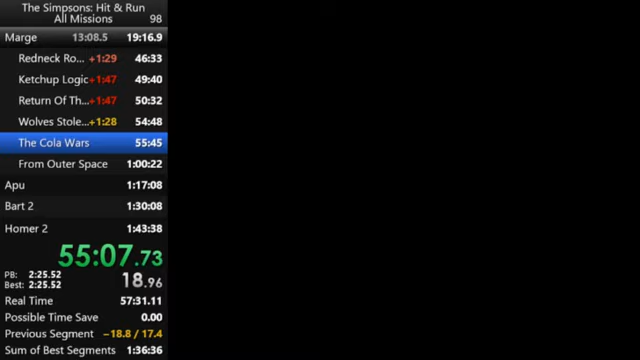 The Simpsons: Hit & Run
All Missions 98
Marge 13:08.5 19:16.9
Redneck Ro... +1:29 46:33
Ketchup Logic +1:47 49:40
Return Of Th... +1:47 50:32
Wolves Stole... +1:28 54:48
The Cola Wars 55:45
From Outer Space 1:00:22
Apu 1:17:08
Bart 2 1:30:08
Homer 2 1:43:38
55:07.73
PB: 2:25.52
Best: 2:25.52 18.96
Real Time 57:31.11
Possible Time Save 0.00
Previous Segment −18.8 / 17.4
Sum of Best Segments 1:36:36